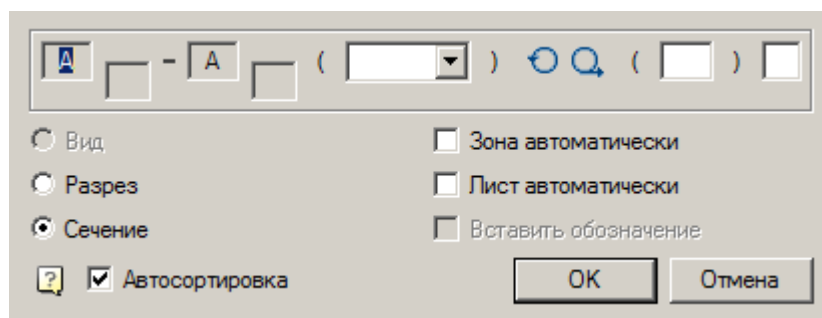 А - А ( ) ( )
Вид
Зона автоматически
Разрез
Лист автоматически
Сечение
Вставить обозначение
? Автосортировка
OK
Отмена